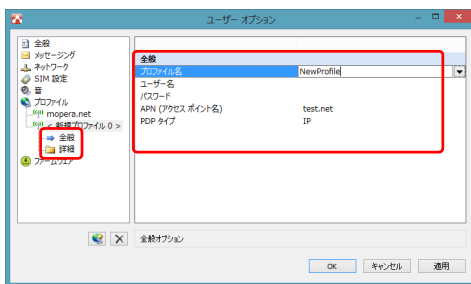 ユーザー オプション
全般
メッセージング
ネットワーク
SIM 設定
音
プロファイル
mopera.net
< 新規プロファイル 0 >
全般
詳細
ファームウェア
全般
プロファイル名 NewProfile
ユーザー名
パスワード
APN (アクセス ポイント名) test.net
PDP タイプ IP
全般オプション
OK キャンセル 適用